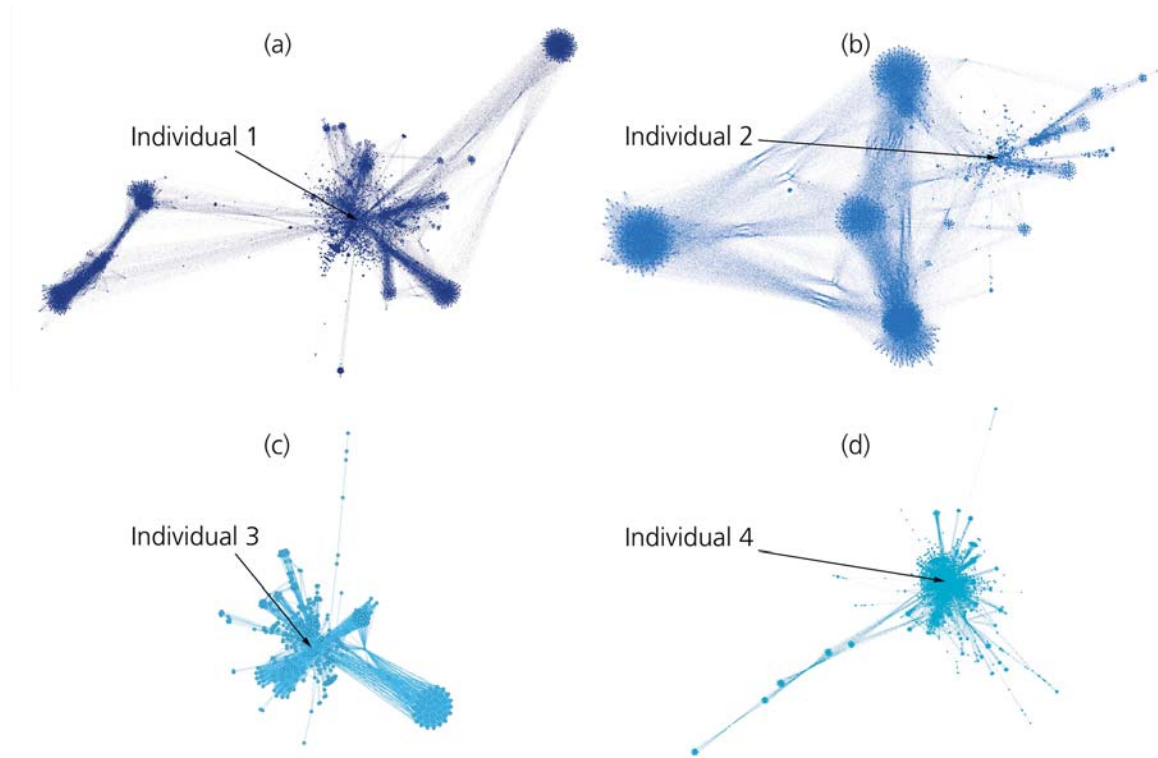 (a)
(b)
Individual 1
Individual 2
(c)
(d)
Individual 3
Individual 4